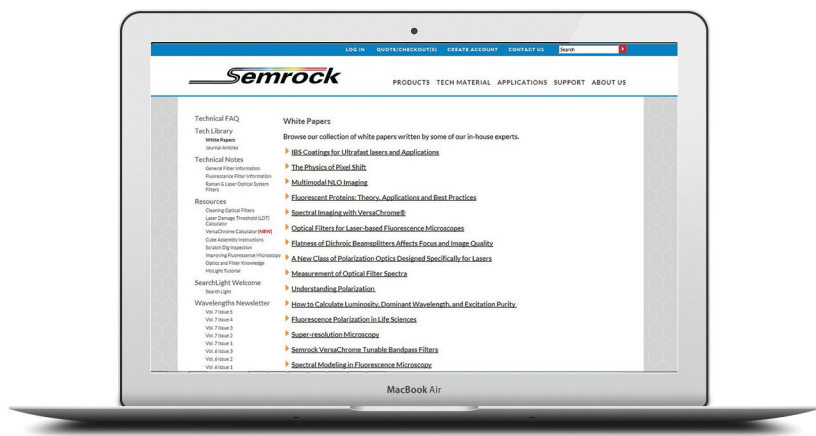 LOG IN QUOTE/CHECKOUT(0) CREATE ACCOUNT CONTACT US Search
Semrock
PRODUCTS TECH MATERIAL APPLICATIONS SUPPORT ABOUT US
Technical FAQ
Tech Library
White Papers
Journal Articles
Technical Notes
General Filter Information
Fluorescence Filter Information
Raman & Laser Optical System
Filters
Resources
Cleaning Optical Filters
Laser Damage Threshold (LDT)
Calculator
VersaChrome Calculator (NEW)
Cube Assembly Instructions
Scratch Dig Inspection
Improving Fluorescence Microscopy
Optics and Filter Knowledge
MyLight Tutorial
SearchLight Welcome
Search Light
Wavelengths Newsletter
Vol. 7 Issue 5
Vol. 7 Issue 4
Vol. 7 Issue 3
Vol. 7 Issue 2
Vol. 7 Issue 1
Vol. 6 Issue 3
Vol. 6 Issue 2
Vol. 6 Issue 1
White Papers
Browse our collection of white papers written by some of our in-house experts.
IBS Coatings for Ultrafast lasers and Applications
The Physics of Pixel Shift
Multimodal NLO Imaging
Fluorescent Proteins: Theory, Applications and Best Practices
Spectral Imaging with VersaChrome®
Optical Filters for Laser-based Fluorescence Microscopes
Flatness of Dichroic Beamsplitters Affects Focus and Image Quality
A New Class of Polarization Optics Designed Specifically for Lasers
Measurement of Optical Filter Spectra
Understanding Polarization
How to Calculate Luminosity, Dominant Wavelength, and Excitation Purity
Fluorescence Polarization in Life Sciences
Super-resolution Microscopy
Semrock VersaChrome Tunable Bandpass Filters
Spectral Modeling in Fluorescence Microscopy
MacBook Air